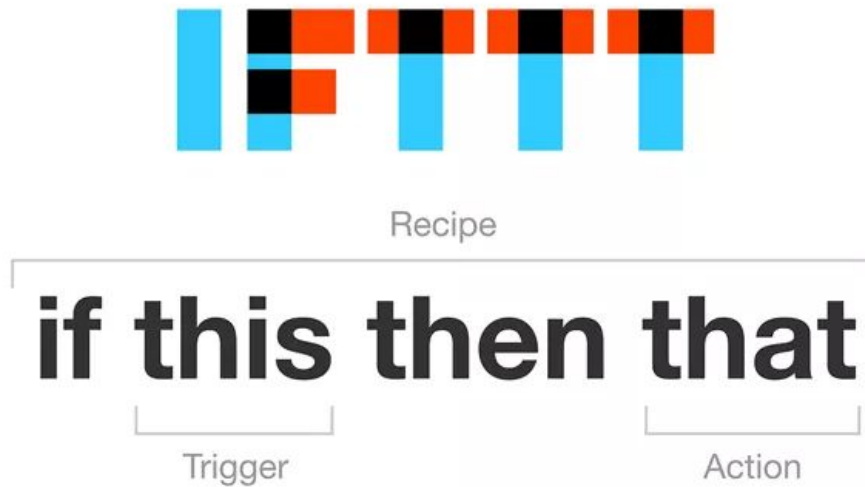 IFTTT
Recipe
if this then that
Trigger Action